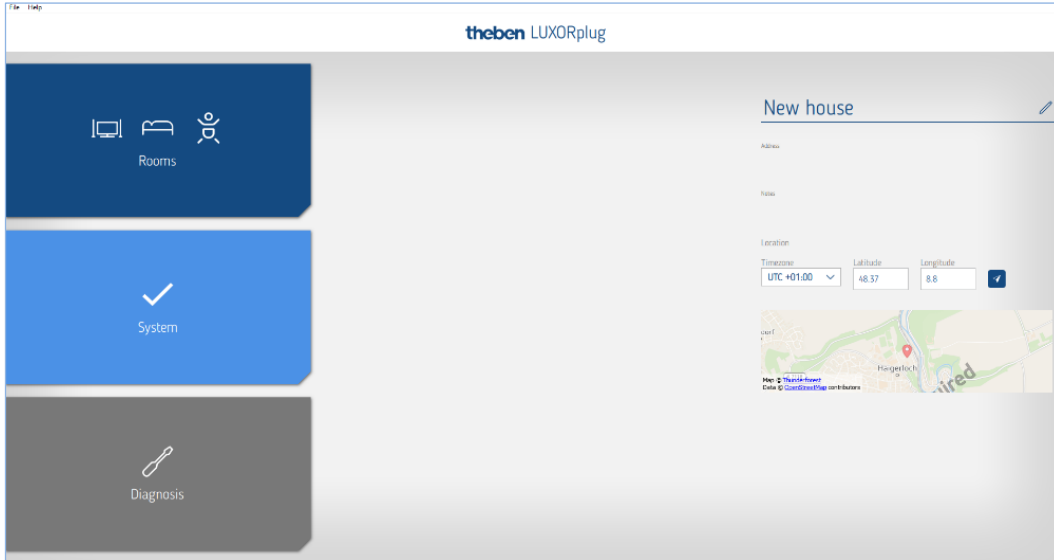 File Help
theben LUXORplug
Rooms
System
Diagnosis
New house
Address
Notes
Location
Timezone Latitude Longitude
UTC +01:00 48.37 8.8
Haigerloch
Map © Thunderforest
Data © OpenStreetMap contributors